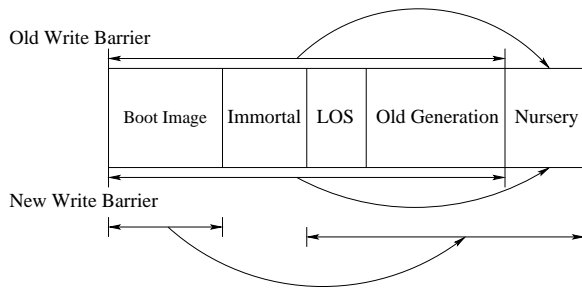 Old Write Barrier
Boot Image Immortal LOS Old Generation Nursery
New Write Barrier